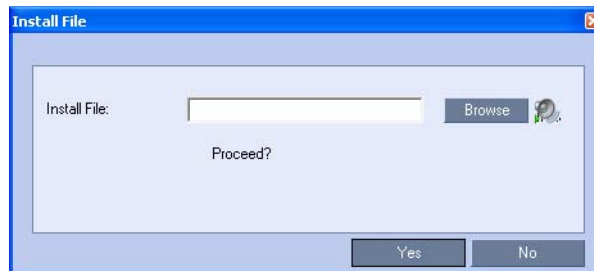 Install File
Install File:
Browse
Proceed?
Yes
No